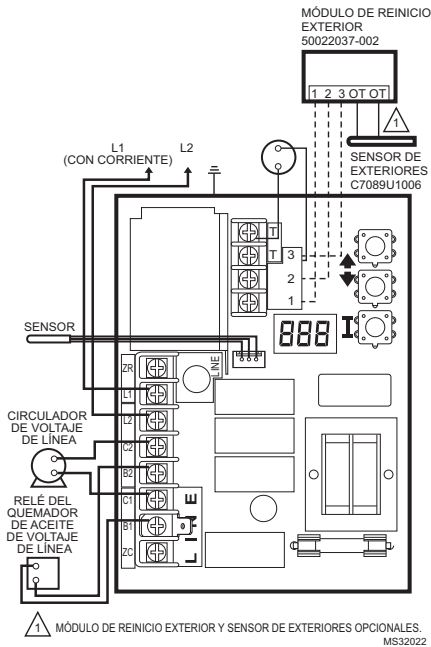 MÓDULO DE REINICIO
EXTERIOR
50022037-002
1 2 3 OT OT
1
L1
(CON CORRIENTE)
L2
SENSOR DE
EXTERIORES
C7089U1006
T
T
3
2
1
888
SENSOR
LINE
ZR
L1
L2
C2
B2
C1
B1
ZC
LINE
CIRCULADOR
DE VOLTAJE
DE LÍNEA
RELÉ DEL
QUEMADOR
DE ACEITE
DE VOLTAJE
DE LÍNEA
1 MÓDULO DE REINICIO EXTERIOR Y SENSOR DE EXTERIORES OPCIONALES.
MS32022